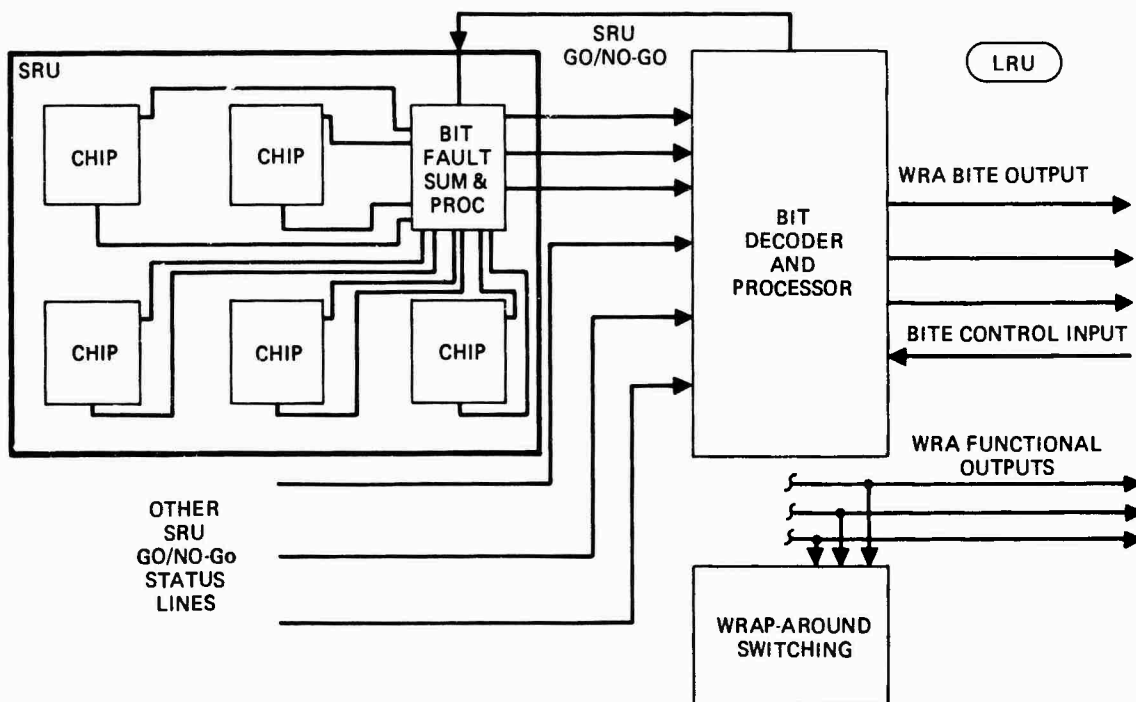 SRU
GO/NO-GO
LRU
SRU
CHIP
CHIP
BIT
FAULT
SUM &
PROC
BIT
DECODER
AND
PROCESSOR
WRA BITE OUTPUT
BITE CONTROL INPUT
CHIP
CHIP
CHIP
WRA FUNCTIONAL
OUTPUTS
OTHER
SRU
GO/NO-Go
STATUS
LINES
WRAP-AROUND
SWITCHING